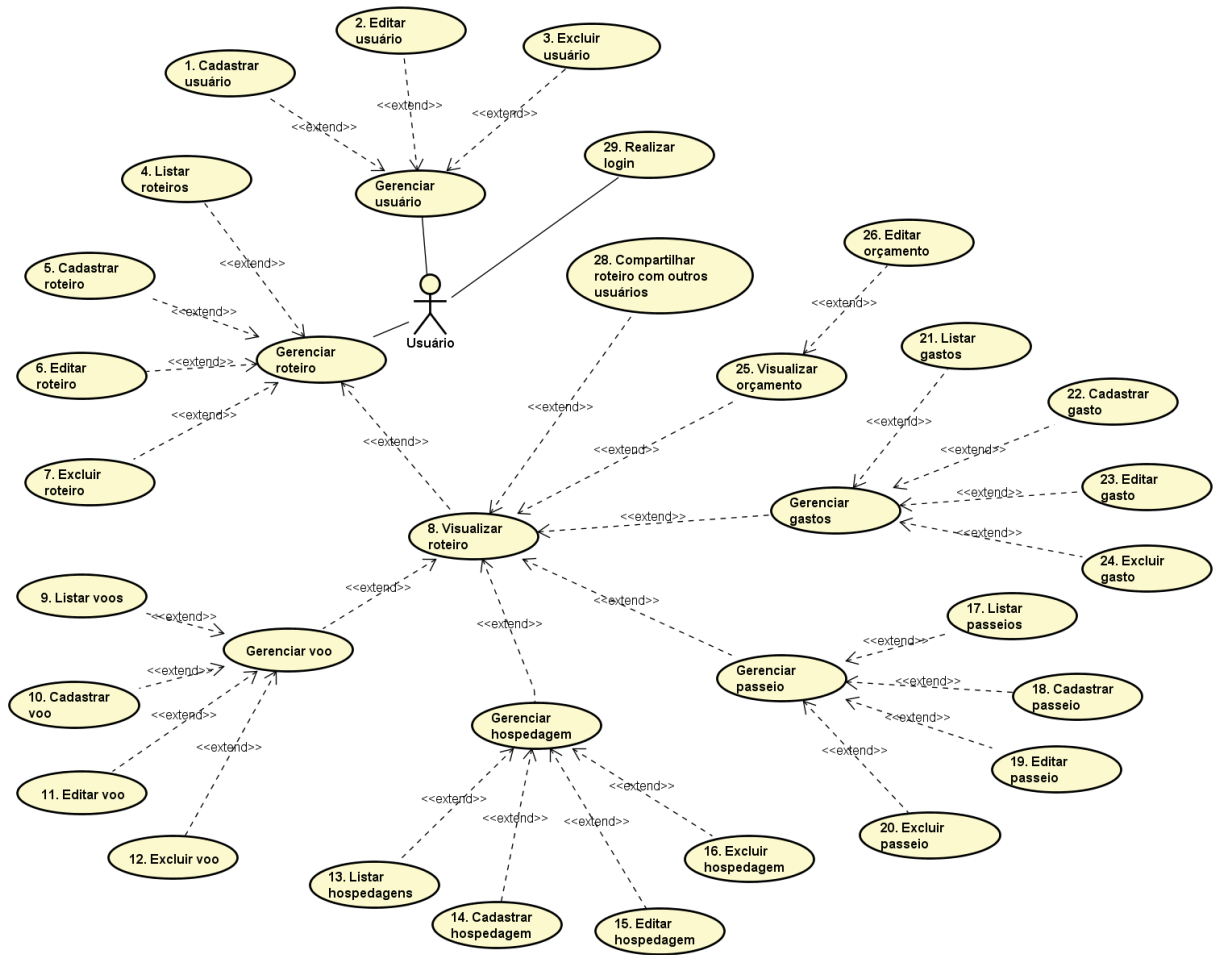 2. Editar
usuário
3. Excluir
usuário
1. Cadastrar
usuário
<<extend>>
<<extend>>
<<extend>>
29. Realizar
login
4. Listar
roteiros
Gerenciar
usuário
26. Editar
orçamento
5. Cadastrar
roteiro
<<extend>>
28. Compartilhar
roteiro com outros
usuários
<<extend>>
<<extend>>
Usuário
21. Listar
gastos
Gerenciar
roteiro
6. Editar
roteiro
<<extend>>
25. Visualizar
orçamento
22. Cadastrar
gasto
<<extend>>
<<extend>>
<<extend>>
<<extend>>
<<extend>>
<<extend>>
7. Excluir
roteiro
23. Editar
gasto
<<extend>>
Gerenciar
gastos
<<extend>>
8. Visualizar
roteiro
<<extend>>
24. Excluir
gasto
9. Listar voos
<<extend>>
<<extend>>
<<extend>>
<<extend>>
17. Listar
passeios
Gerenciar voo
<<extend>>
<<extend>>
Gerenciar
passeio
<<extend>>
10. Cadastrar
voo
18. Cadastrar
passeio
<<extend>>
Gerenciar
hospedagem
<<extend>>
<<extend>>
<<extend>>
19. Editar
passeio
11. Editar voo
<<extend>>
<<extend>>
<<extend>>
<<extend>>
20. Excluir
passeio
12. Excluir voo
16. Excluir
hospedagem
13. Listar
hospedagens
14. Cadastrar
hospedagem
15. Editar
hospedagem